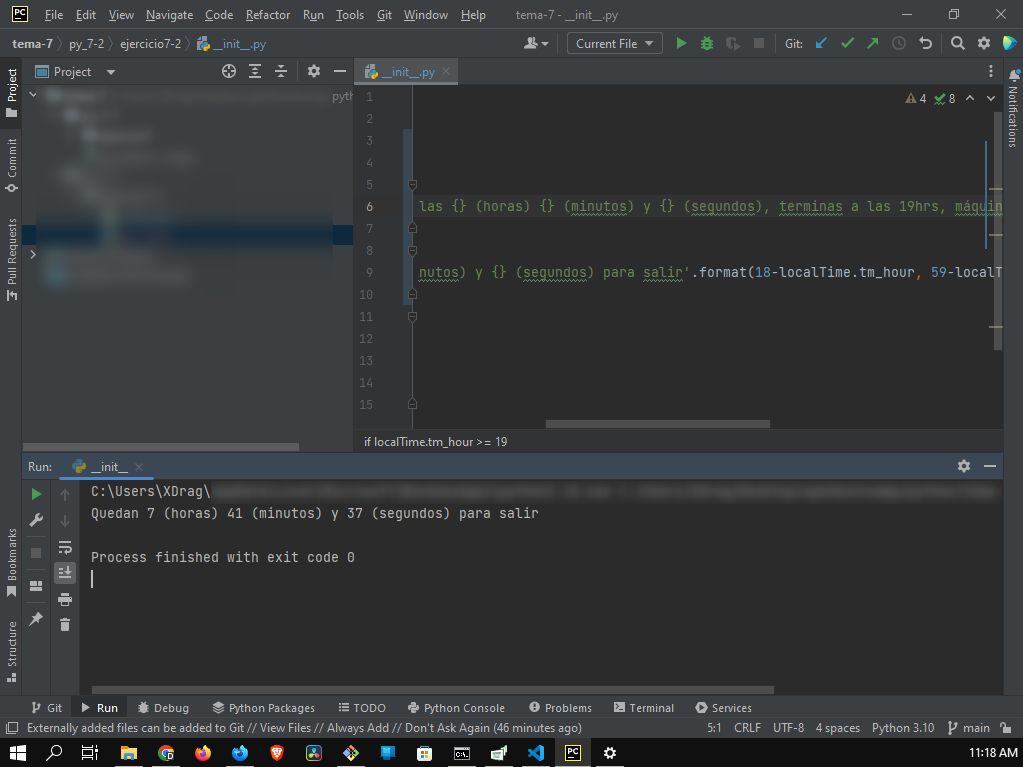 PC File Edit View Navigate Code Refactor Run Tools Git Window Help tema-7 - __init__.py
tema-7 py_7-2 ejercicio7-2 __init__.py Current File Git:
Project __init__.py
Project
pyth
Commit
Pull Requests
Notifications
4 8
1
2
3
4
5
6 las {} (horas) {} (minutos) y {} (segundos), terminas a las 19hrs, máquin
7
8
9 nutos) y {} (segundos) para salir'.format(18-localTime.tm_hour, 59-localT
10
11
12
13
14
15
if localTime.tm_hour >= 19
Run: __init__
C:\Users\XDrag\
Quedan 7 (horas) 41 (minutos) y 37 (segundos) para salir
Process finished with exit code 0
Bookmarks
Structure
Git Run Debug Python Packages TODO Python Console Problems Terminal Services
Externally added files can be added to Git // View Files // Always Add // Don't Ask Again (46 minutes ago) 5:1 CRLF UTF-8 4 spaces Python 3.10 main
PC 11:18 AM